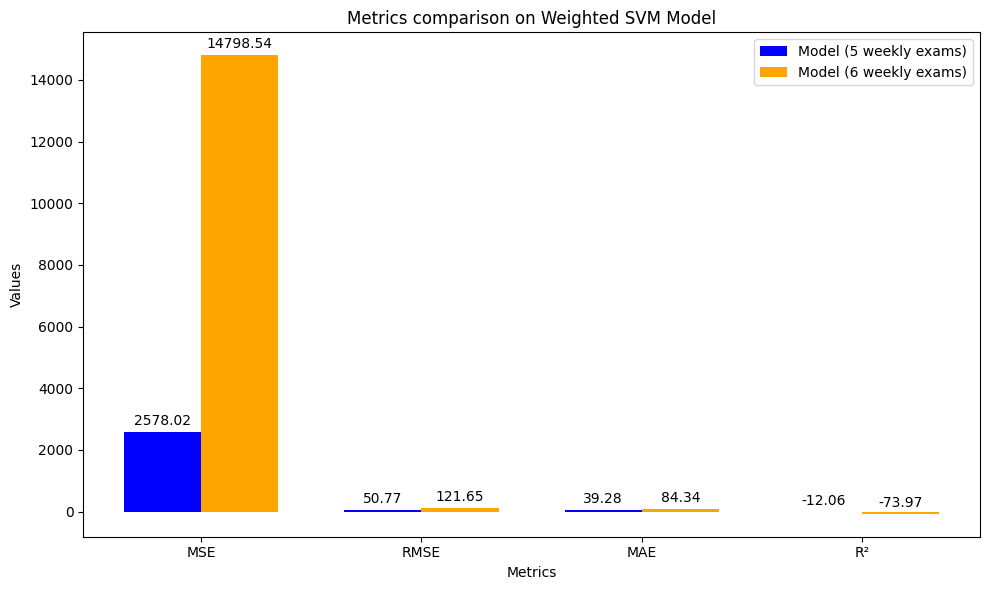 Metrics comparison on Weighted SVM Model
14798.54
Model (5 weekly exams)
Model (6 weekly exams)
14000
12000
10000
8000
6000
4000
2000
0
Values
2578.02
50.77
121.65
39.28
84.34
-12.06
-73.97
MSE
RMSE
MAE
R²
Metrics